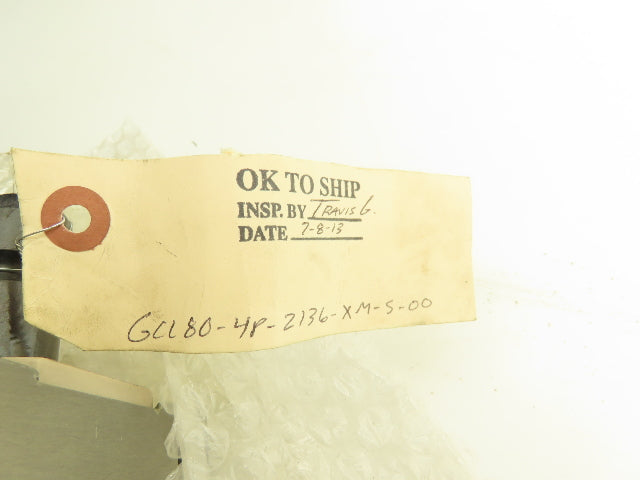 OK TO SHIP
INSP. BY TRAVIS G.
DATE 7-8-13
GCL80-4P-2136-XM-S-00